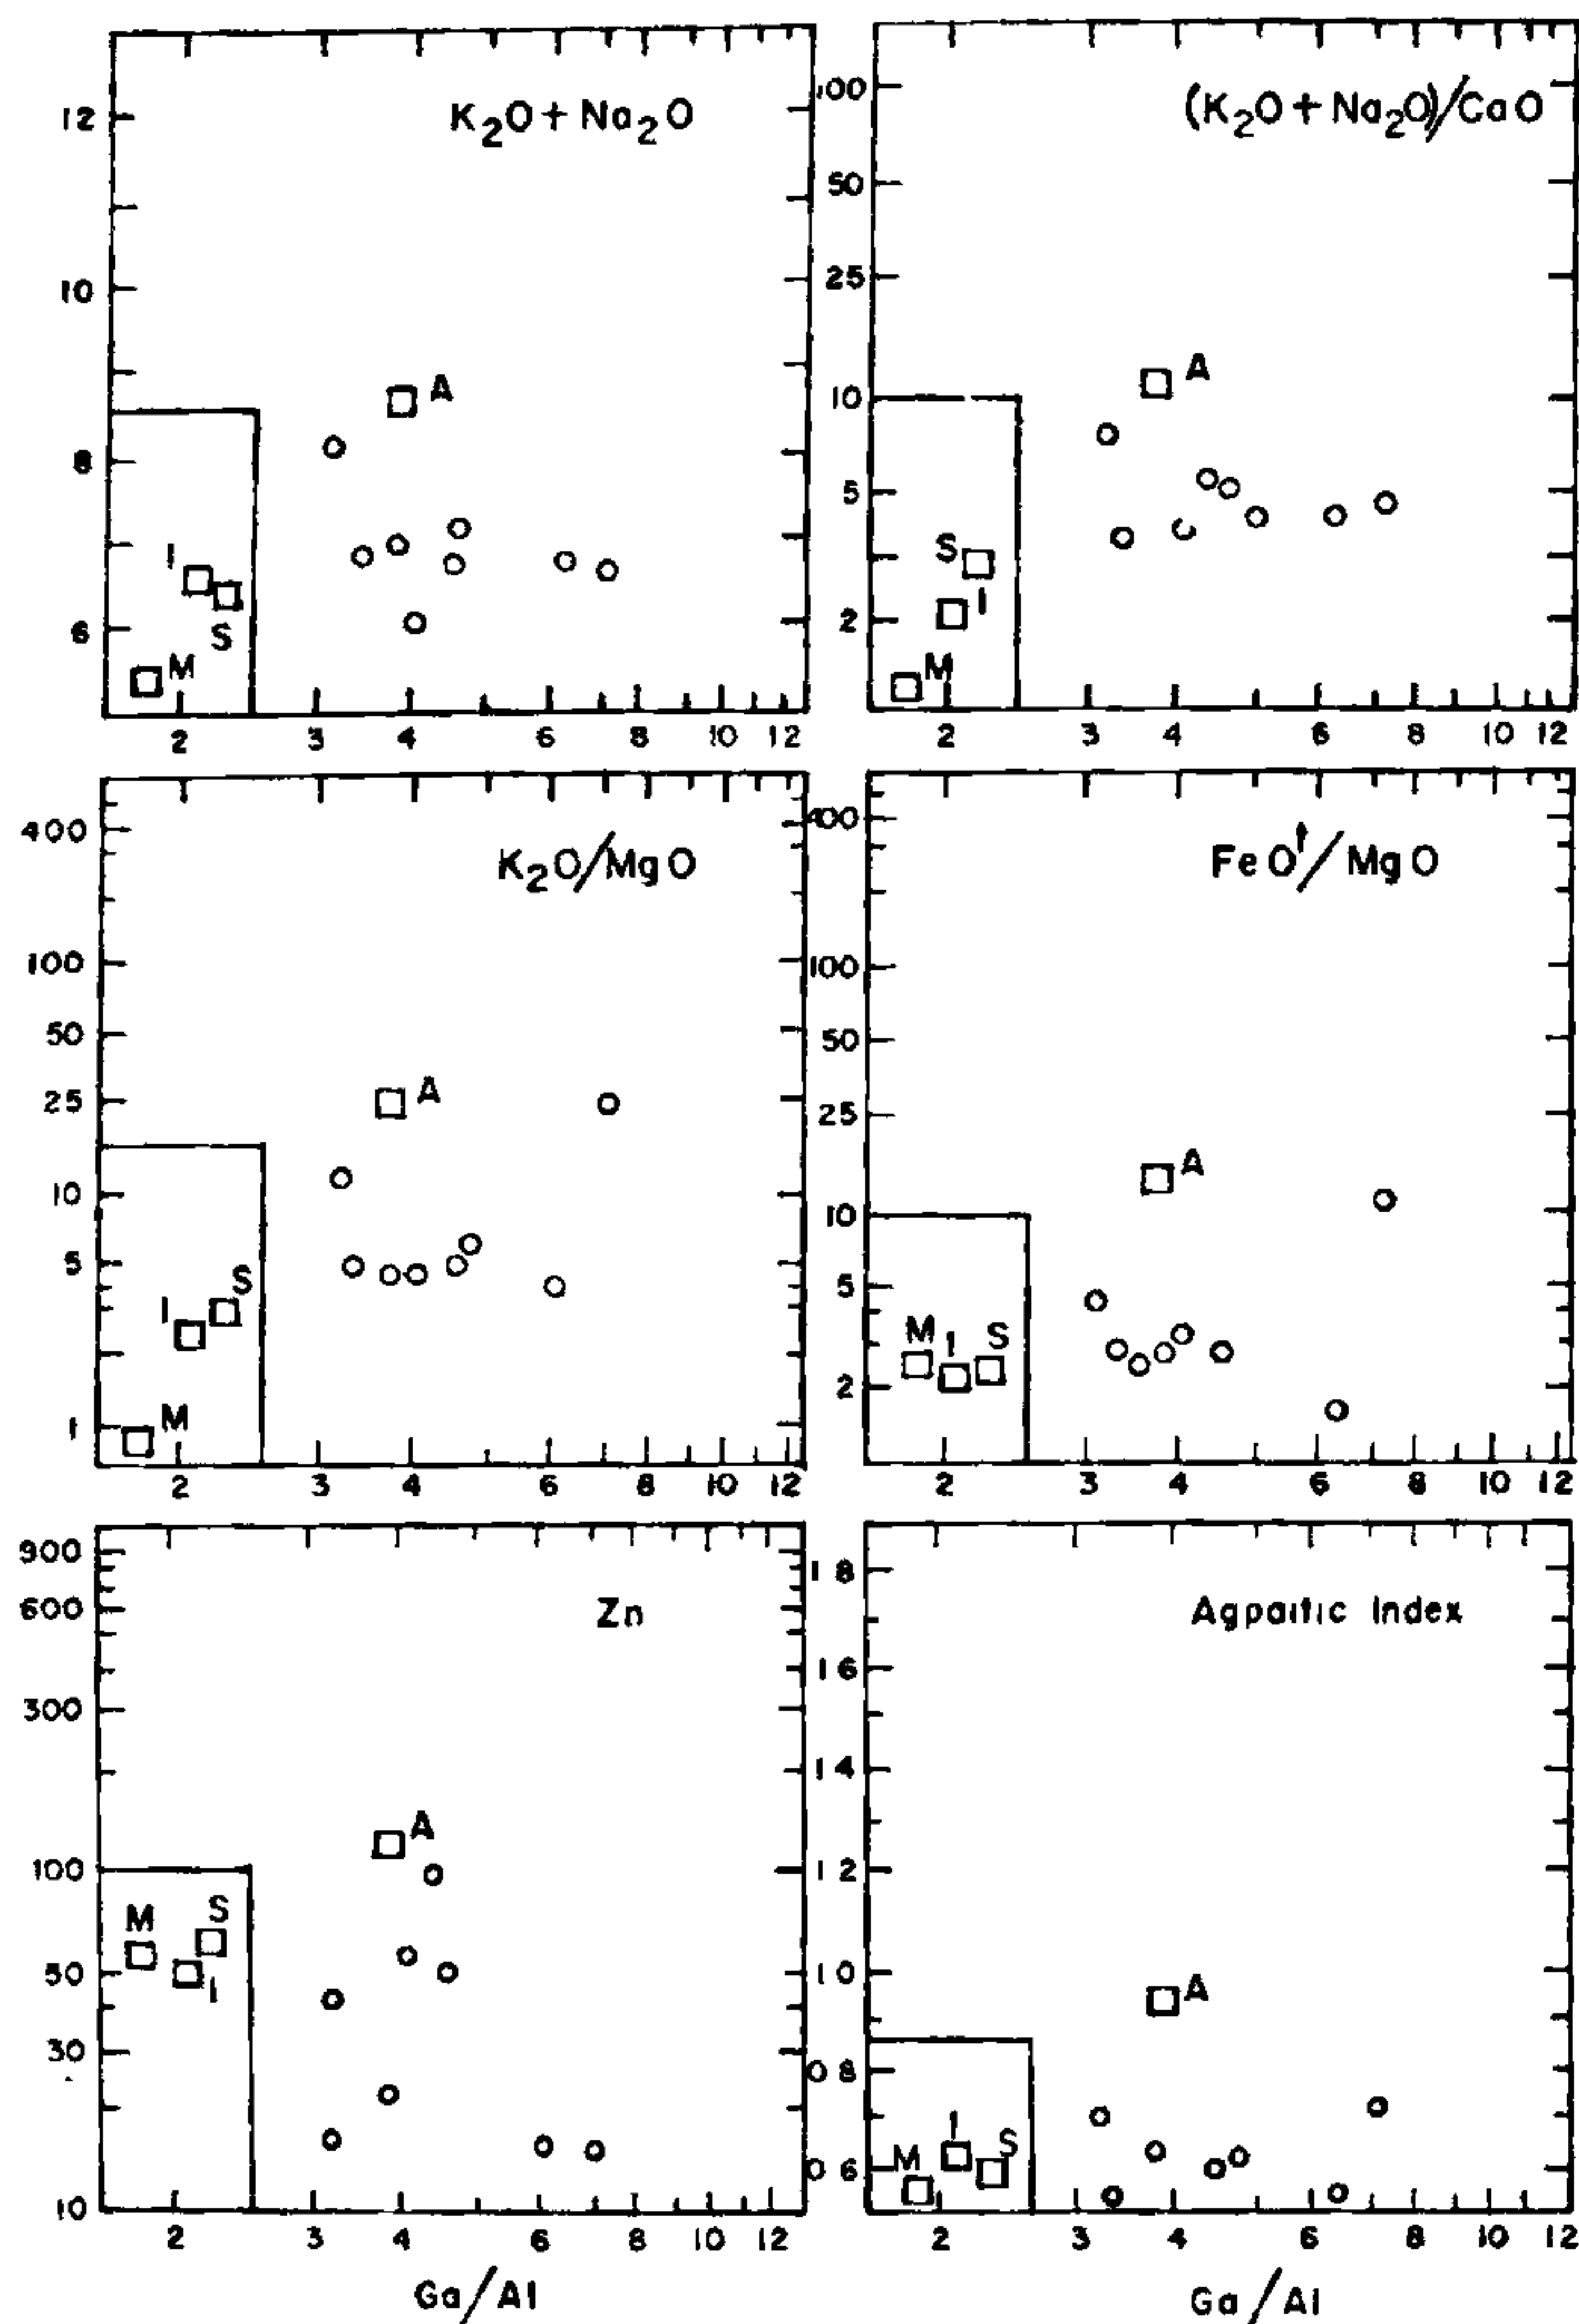 K₂O + Na₂O
12
10
8
6
A
I
S
M
2 3 4 6 8 10 12
(K₂O + Na₂O)/CaO
100
50
25
10
5
2
A
S
I
M
2 3 4 6 8 10 12
K₂O/MgO
400
100
50
25
10
5
1
A
I
S
M
2 3 4 6 8 10 12
FeOᵗ/MgO
400
100
50
25
10
5
2
A
M
I
S
2 3 4 6 8 10 12
Zn
900
600
300
100
50
30
10
A
M
S
I
2 3 4 6 8 10 12
Ga/Al
Agpaitic Index
1 8
1 6
1 4
1 2
1 0
0 8
0 6
A
M
I
S
2 3 4 6 8 10 12
Ga/Al